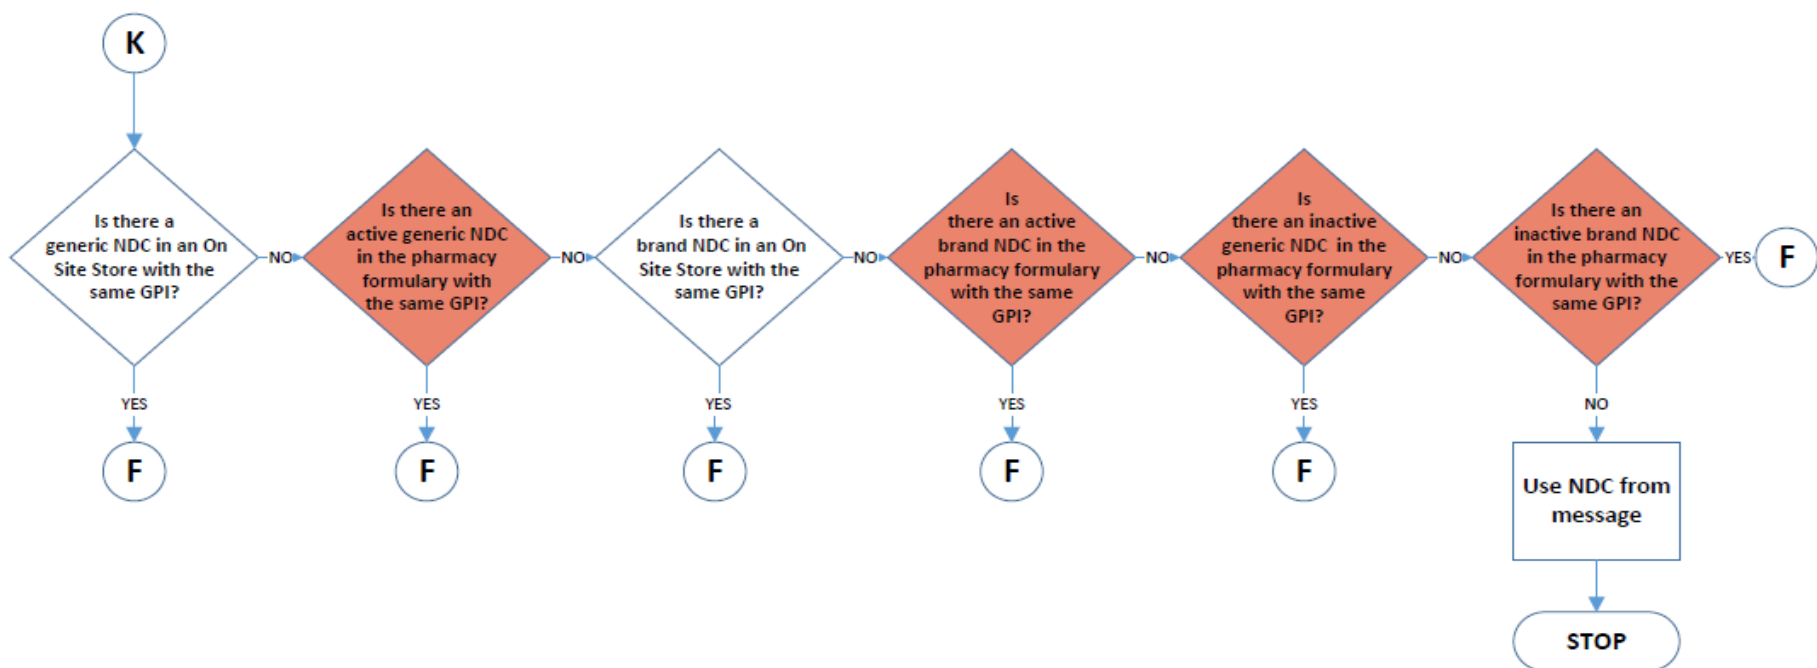 K
Is there a
generic NDC in an On
Site Store with the
same GPI?
NO
Is there an
active generic NDC
in the pharmacy
formulary with
the same GPI?
NO
Is there a
brand NDC in an On
Site Store with the
same GPI?
NO
Is
there an active
brand NDC in the
pharmacy formulary
with the same
GPI?
NO
Is
there an inactive
generic NDC in the
pharmacy formulary
with the same
GPI?
NO
Is there an
inactive brand NDC
in the pharmacy
formulary with the
same GPI?
YES
F
YES
YES
YES
YES
YES
NO
F
F
F
F
F
Use NDC from
message
STOP